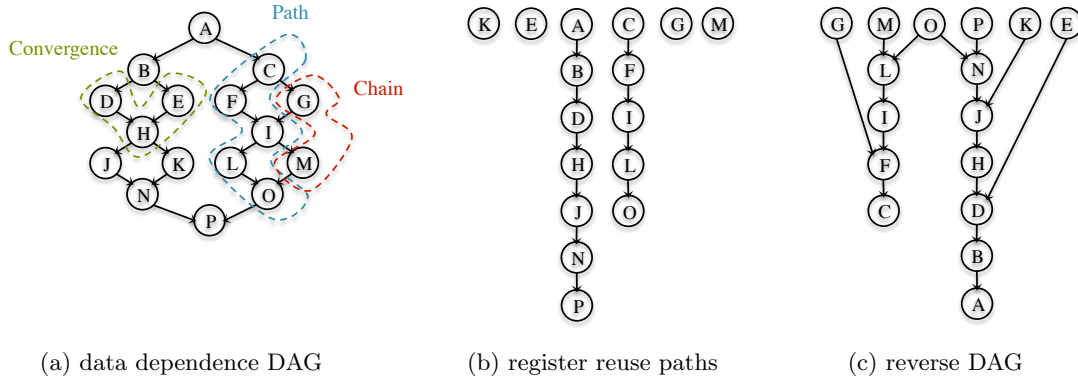 A
Path
Convergence
B
C
Chain
D
E
F
G
H
I
J
K
L
M
N
O
P
(a) data dependence DAG
K
E
A
C
G
M
B
F
D
I
H
L
J
O
N
P
(b) register reuse paths
G
M
O
P
K
E
L
N
I
J
F
H
C
D
B
A
(c) reverse DAG